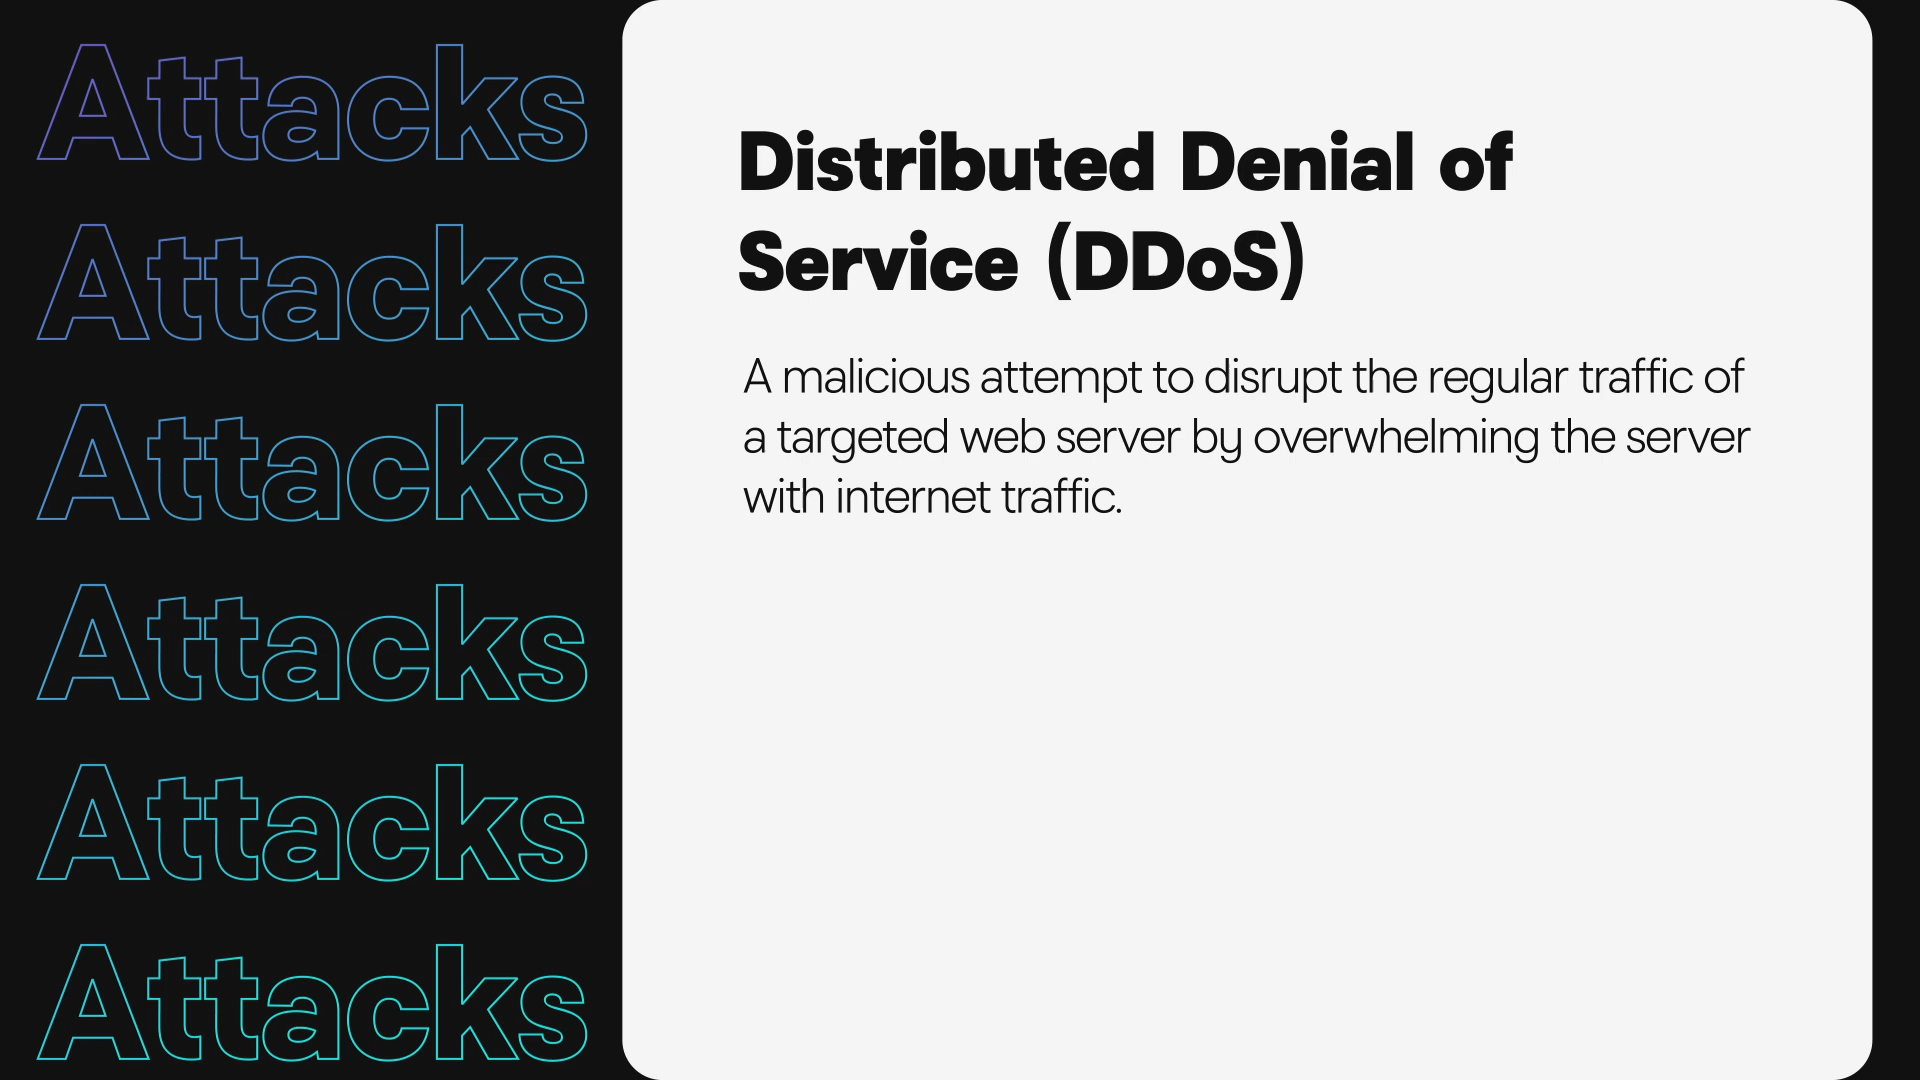 Attacks
Attacks
Attacks
Attacks
Attacks
Attacks
Distributed Denial of
Service (DDoS)
A malicious attempt to disrupt the regular traffic of
a targeted web server by overwhelming the server
with internet traffic.